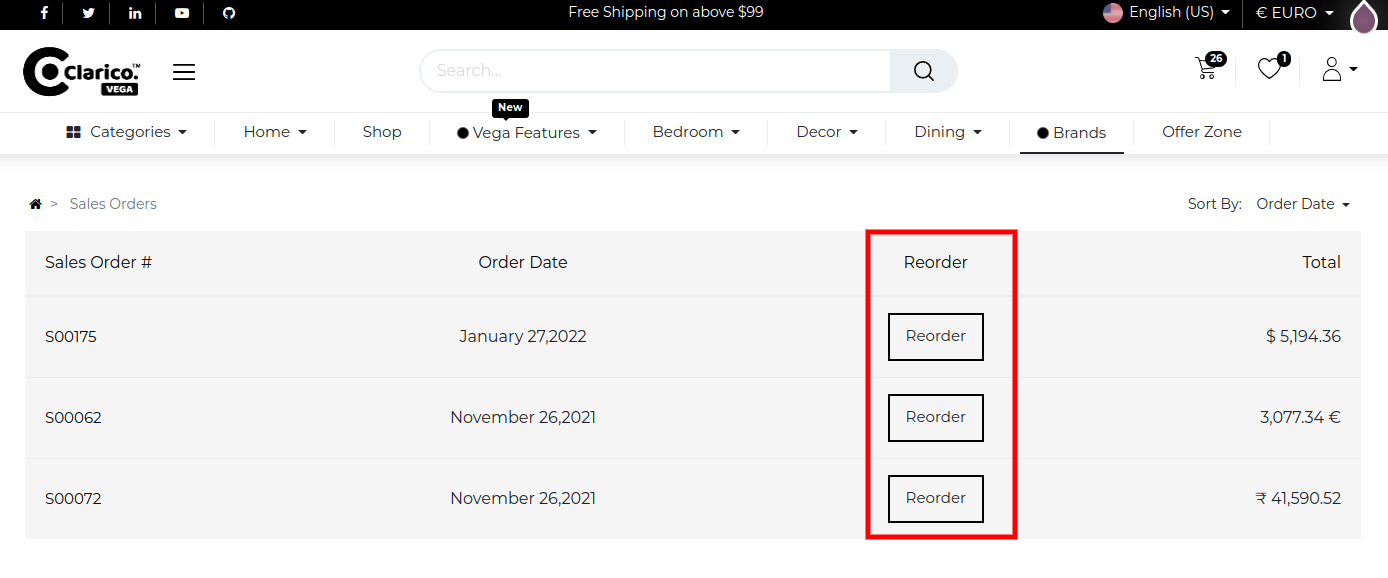 Free Shipping on above $99
English (US)
€ EURO
Clarico.™
VEGA
Search...
26
1
New
Categories
Home
Shop
Vega Features
Bedroom
Decor
Dining
Brands
Offer Zone
> Sales Orders
Sort By: Order Date
Sales Order # Order Date Reorder Total
S00175 January 27,2022 Reorder $ 5,194.36
S00062 November 26,2021 Reorder 3,077.34 €
S00072 November 26,2021 Reorder ₹ 41,590.52